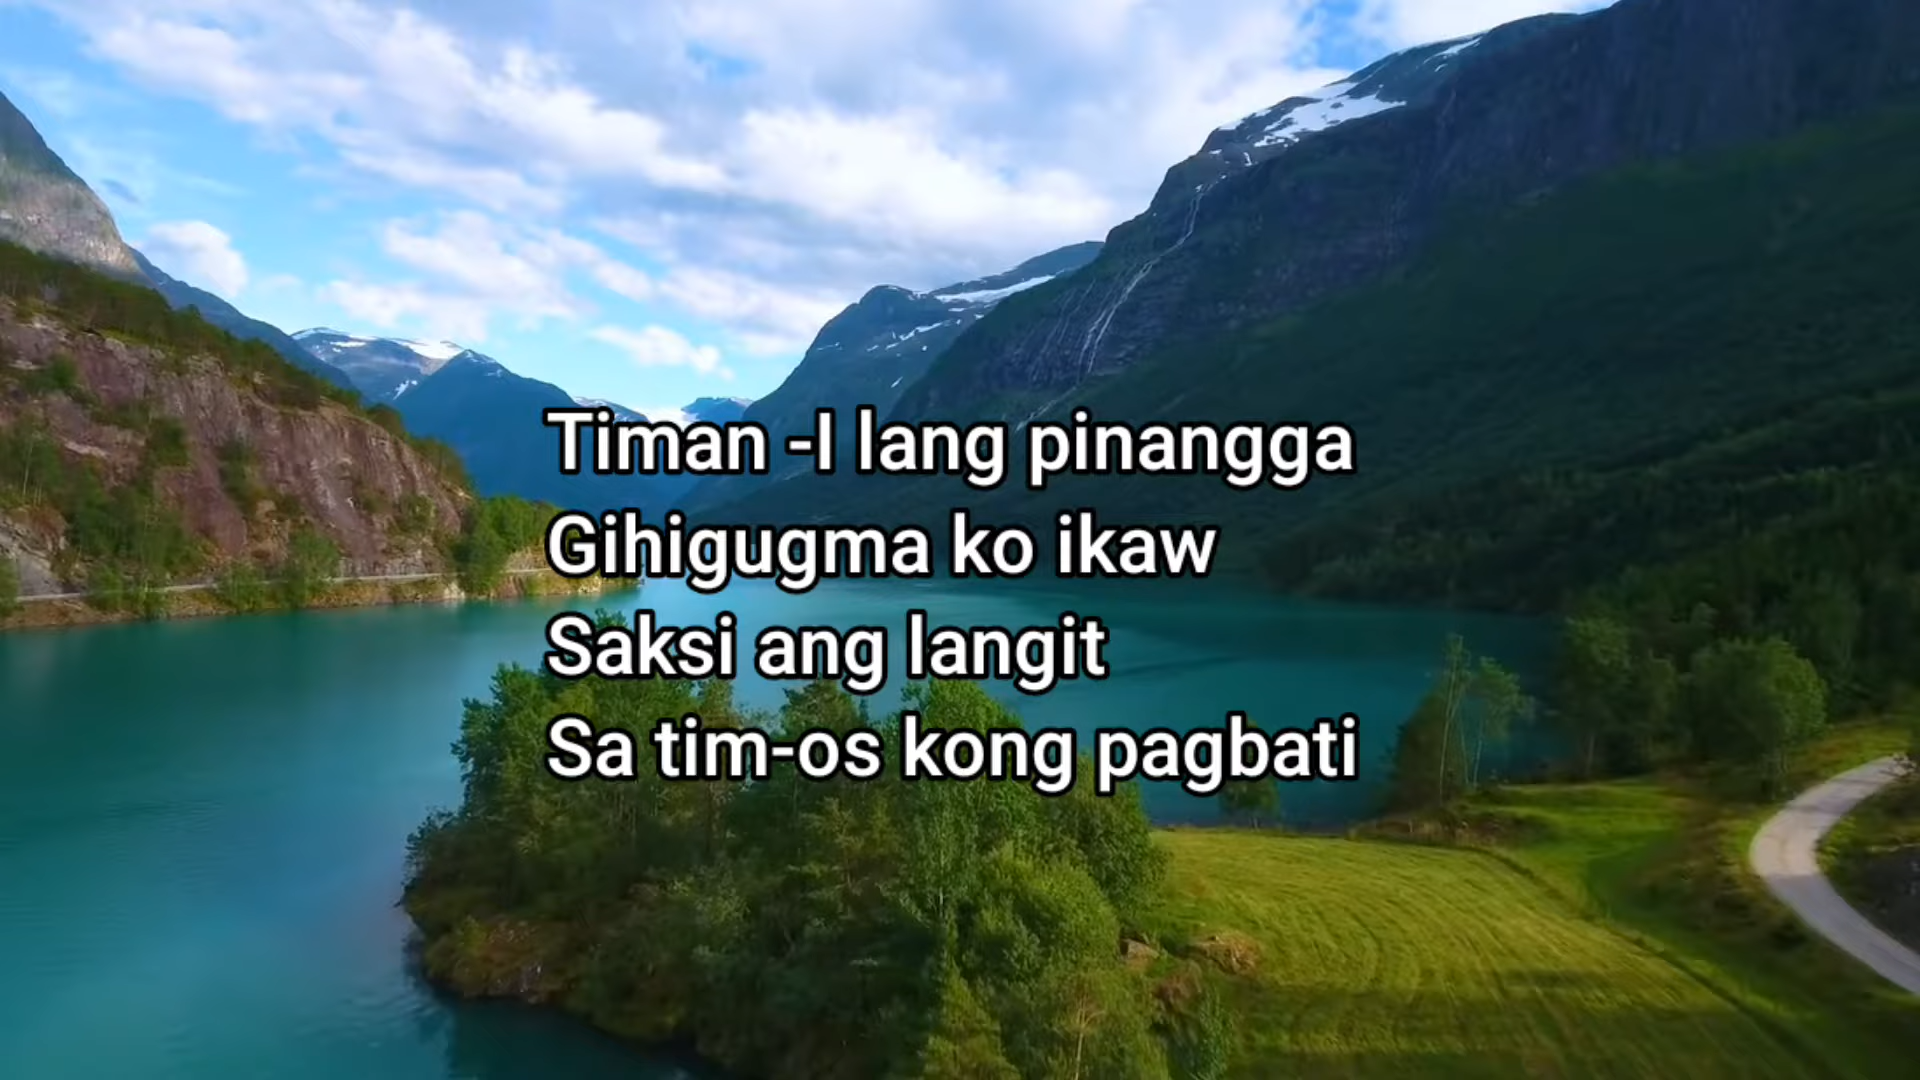 Timan -I lang pinangga
Gihigugma ko ikaw
Saksi ang langit
Sa tim-os kong pagbati